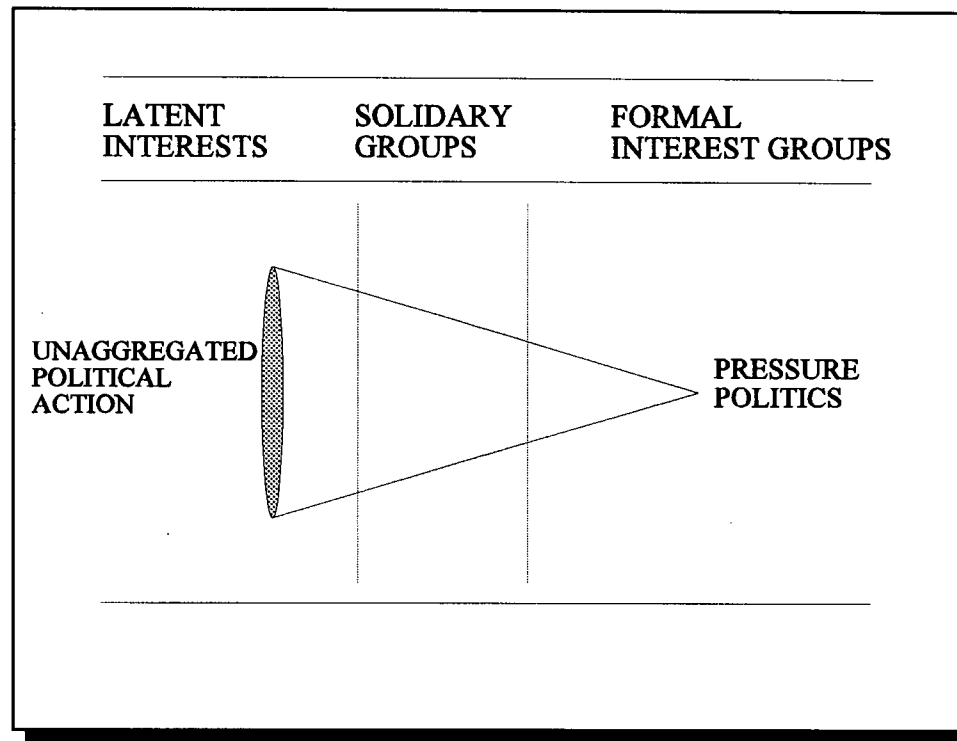 LATENT
INTERESTS
SOLIDARY
GROUPS
FORMAL
INTEREST GROUPS
UNAGGREGATED
POLITICAL
ACTION
PRESSURE
POLITICS